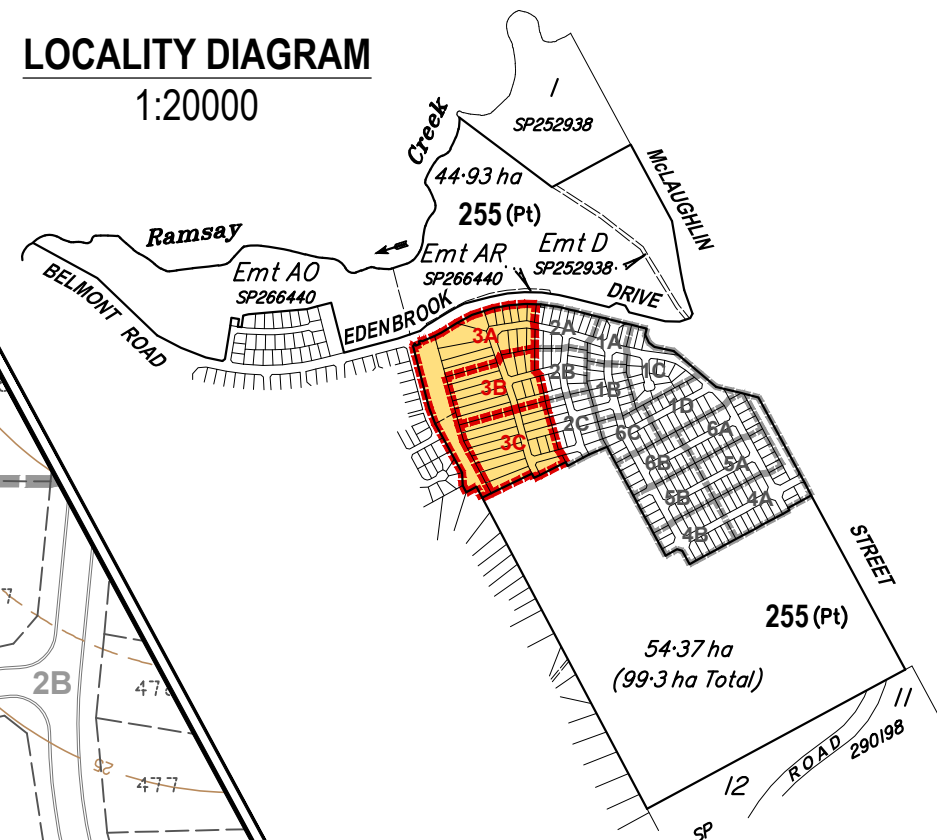 LOCALITY DIAGRAM
1:20000
1
SP252938
McLAUGHLIN
Creek
44·93 ha
255 (Pt)
Ramsay
Emt AO
SP266440
Emt AR
SP266440
Emt D
SP252938
BELMONT ROAD
EDENBROOK
DRIVE
3A
3B
3C
2A
1A
2B
1B
1C
1D
2C
6C
6A
6B
5A
5B
4A
4B
STREET
255 (Pt)
54·37 ha
(99·3 ha Total)
11
290198
ROAD
12
SP
2B
477
25